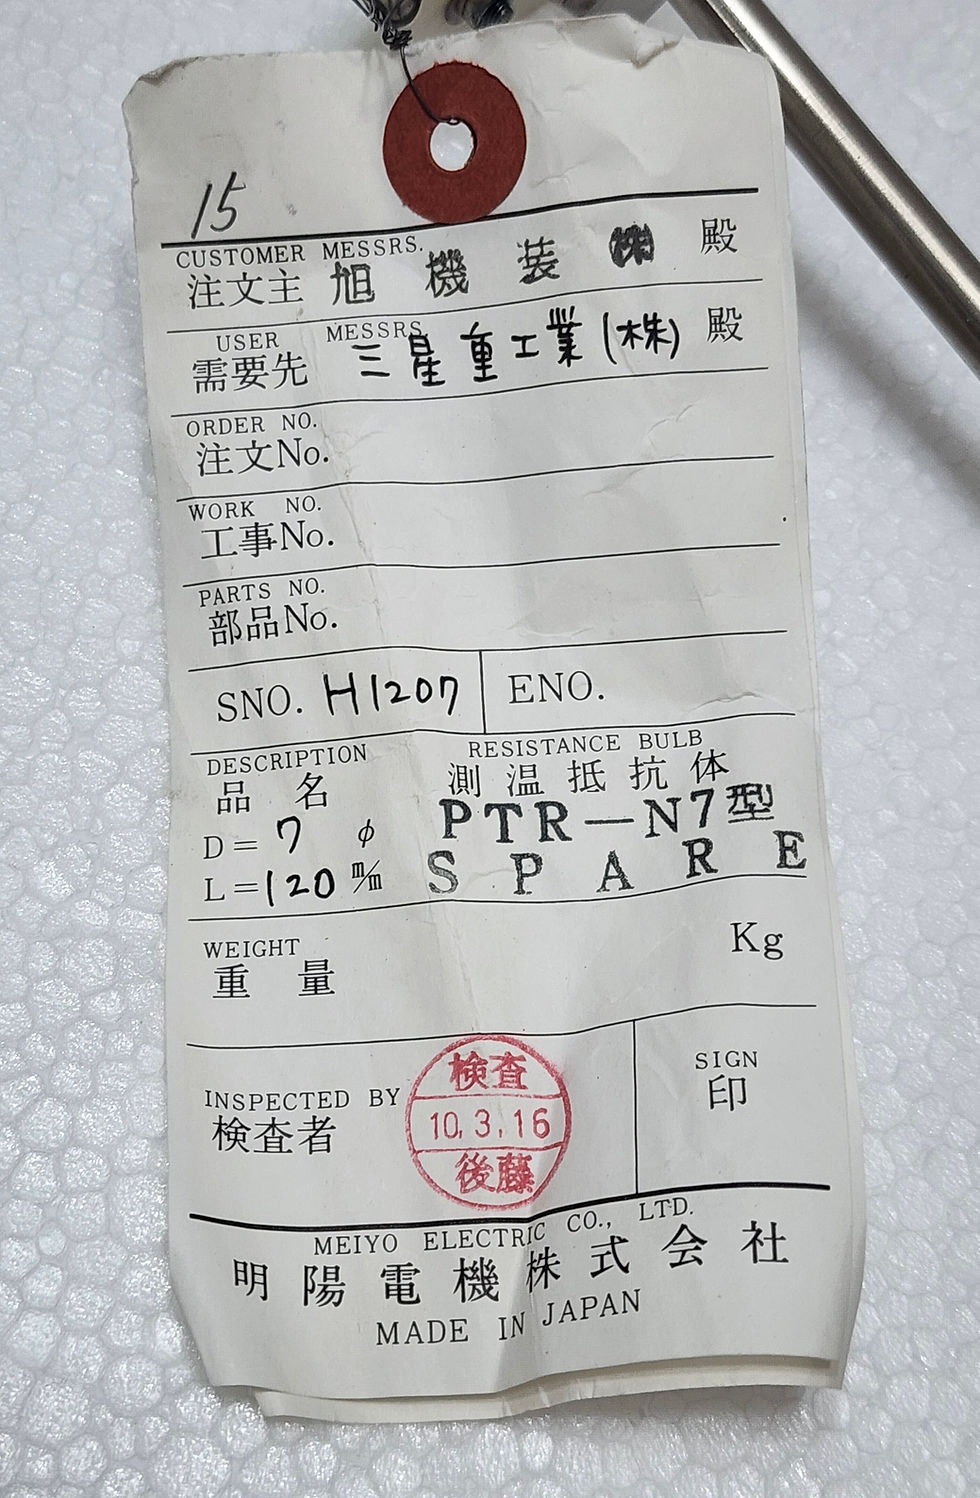 15
CUSTOMER MESSRS.
注文主 旭機装㈱ 殿
USER MESSRS.
需要先 三星重工業(株) 殿
ORDER NO.
注文No.
WORK NO.
工事No.
PARTS NO.
部品No.
SNO. H1207 ENO.
DESCRIPTION RESISTANCE BULB
品名 測温抵抗体
D=7φ PTR-N7型
L=120 m/m SPARE
WEIGHT Kg
重量
INSPECTED BY
検査者
検査
10.3.16
後藤
SIGN
印
MEIYO ELECTRIC CO., LTD.
明陽電機株式会社
MADE IN JAPAN